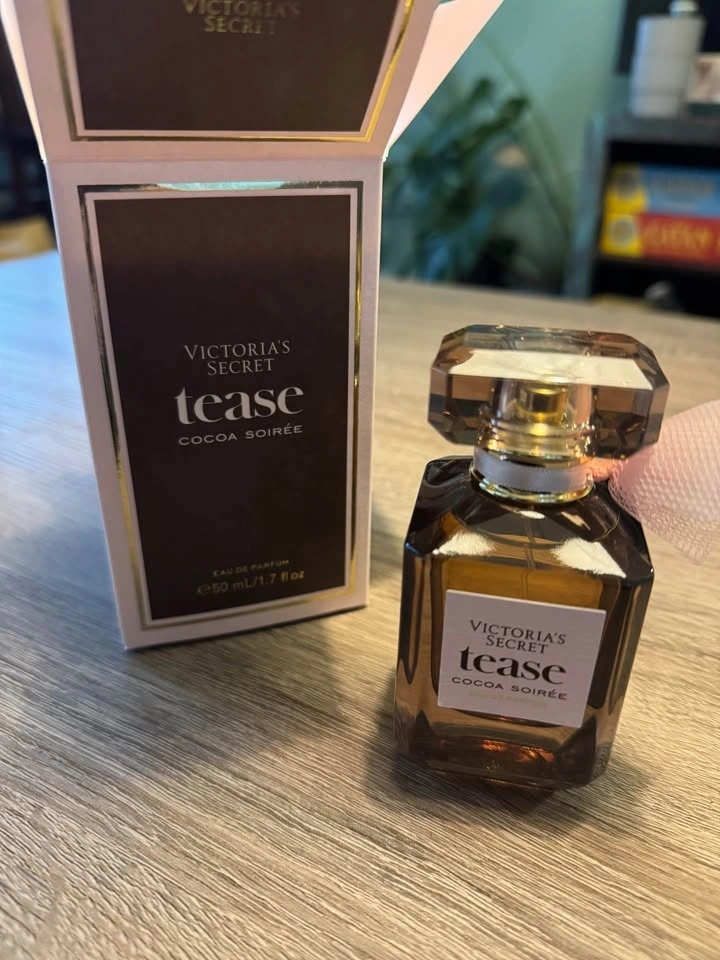 VICTORIA'S
SECRET
VICTORIA'S
SECRET
tease
COCOA SOIRÉE
EAU DE PARFUM
℮50 mL/1.7 fl oz
VICTORIA'S
SECRET
tease
COCOA SOIRÉE